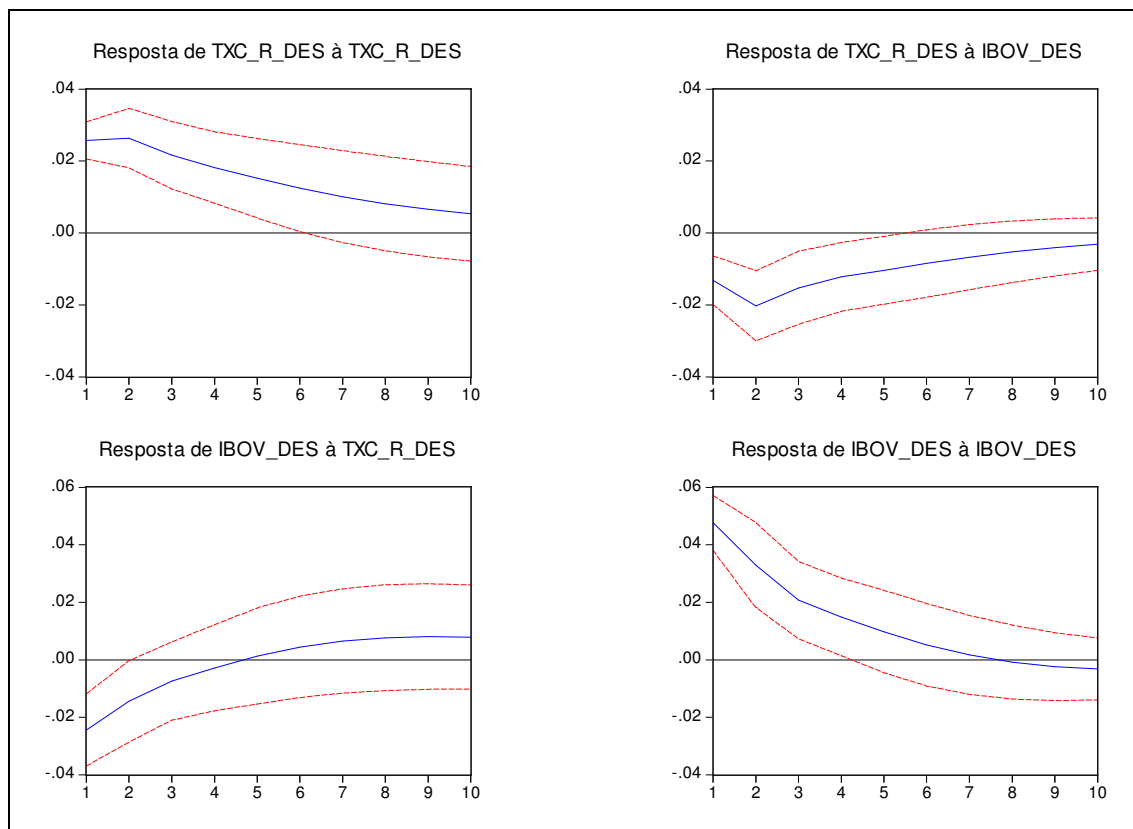 Resposta de TXC_R_DES à TXC_R_DES
.04
.02
.00
-.02
-.04
1 2 3 4 5 6 7 8 9 10
Resposta de TXC_R_DES à IBOV_DES
.04
.02
.00
-.02
-.04
1 2 3 4 5 6 7 8 9 10
Resposta de IBOV_DES à TXC_R_DES
.06
.04
.02
.00
-.02
-.04
1 2 3 4 5 6 7 8 9 10
Resposta de IBOV_DES à IBOV_DES
.06
.04
.02
.00
-.02
-.04
1 2 3 4 5 6 7 8 9 10